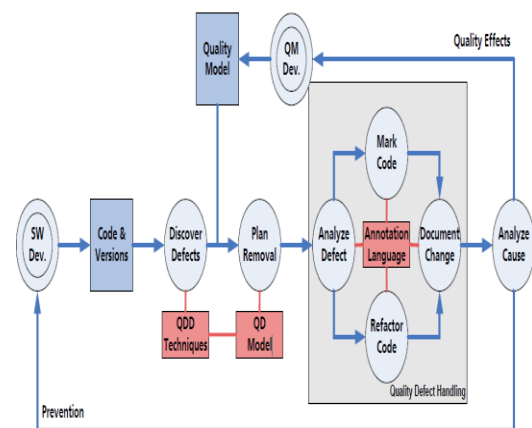 Quality
Model
QM
Dev.
Quality Effects
Mark
Code
SW
Dev.
Code &
Versions
Discover
Defects
Plan
Removal
Analyze
Defect
Annotation
Language
Document
Change
Analyze
Cause
QDD
Techniques
QD
Model
Refactor
Code
Quality Defect Handling
Prevention